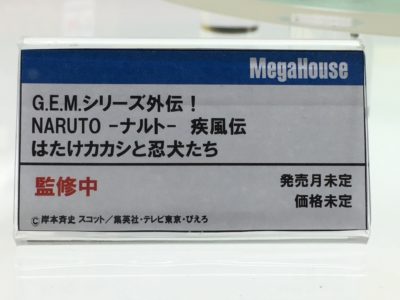 MegaHouse
G.E.M.シリーズ外伝！
NARUTO -ナルト- 疾風伝
はたけカカシと忍犬たち
監修中
発売月未定
価格未定
©岸本斉史 スコット／集英社・テレビ東京・ぴえろ